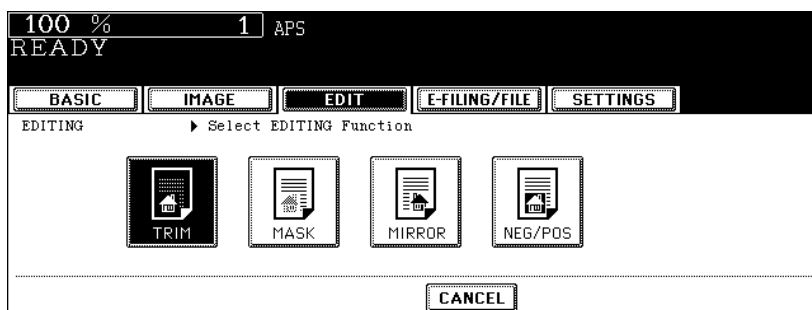 100 % 1 APS
READY
BASIC IMAGE EDIT E-FILING/FILE SETTINGS
EDITING Select EDITING Function
TRIM MASK MIRROR NEG/POS
CANCEL